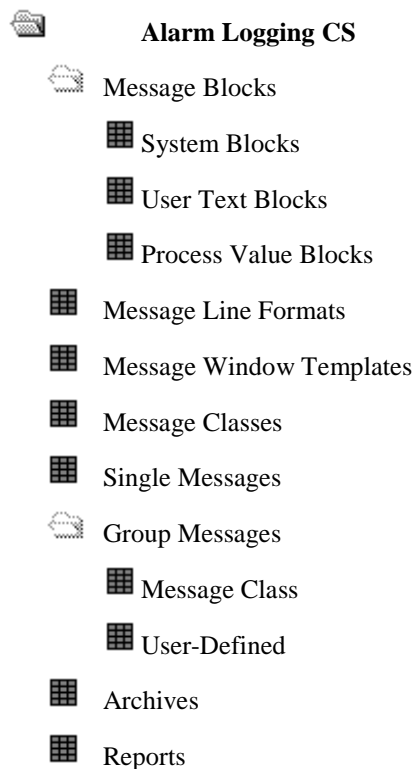 Alarm Logging CS
Message Blocks
System Blocks
User Text Blocks
Process Value Blocks
Message Line Formats
Message Window Templates
Message Classes
Single Messages
Group Messages
Message Class
User-Defined
Archives
Reports